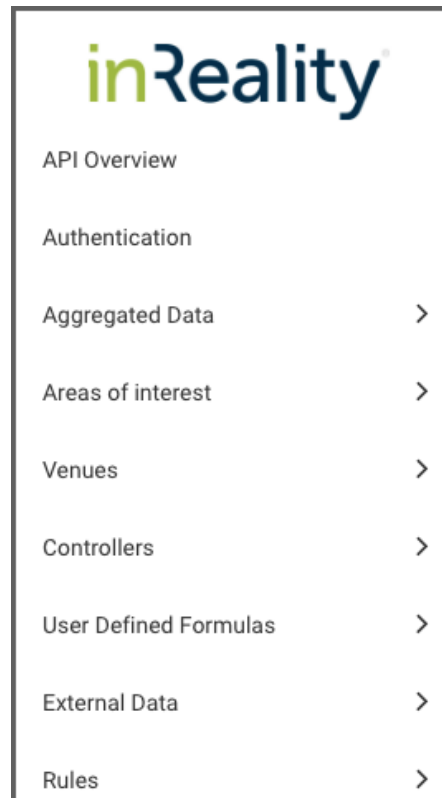 inReality
API Overview
Authentication
Aggregated Data
Areas of interest
Venues
Controllers
User Defined Formulas
External Data
Rules